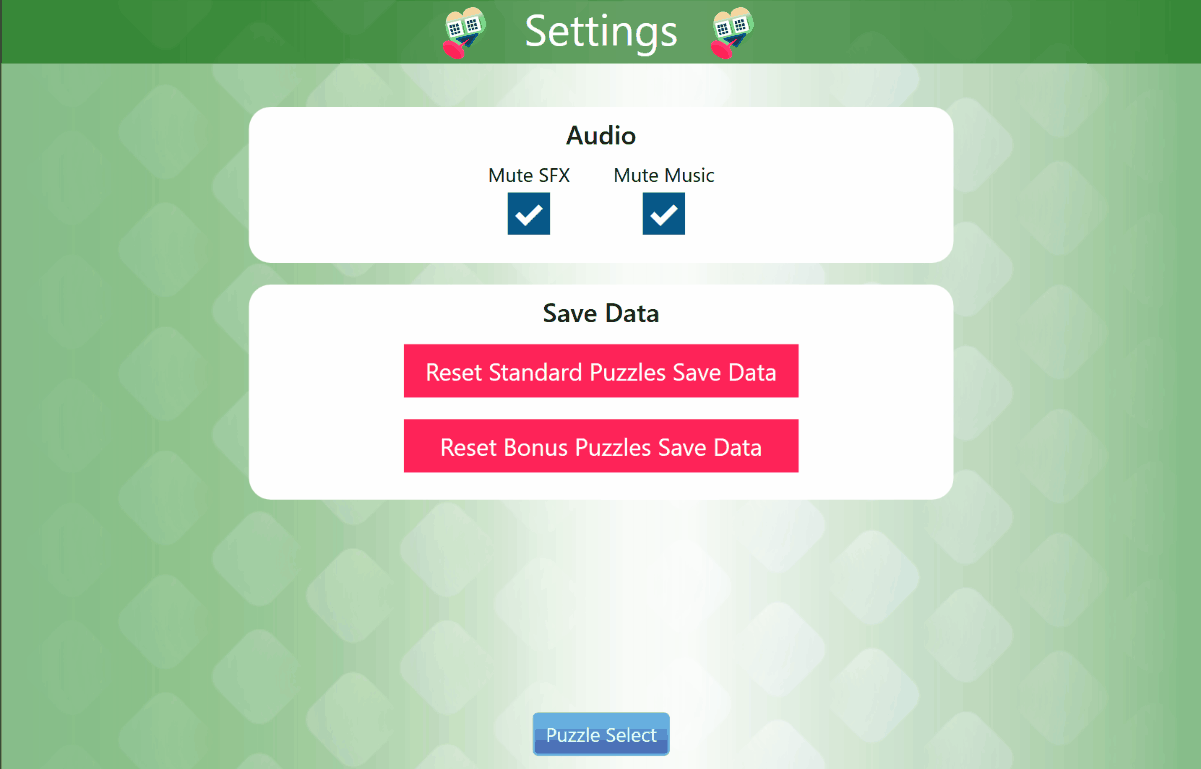 Settings
Audio
Mute SFX Mute Music
Save Data
Reset Standard Puzzles Save Data
Reset Bonus Puzzles Save Data
Puzzle Select